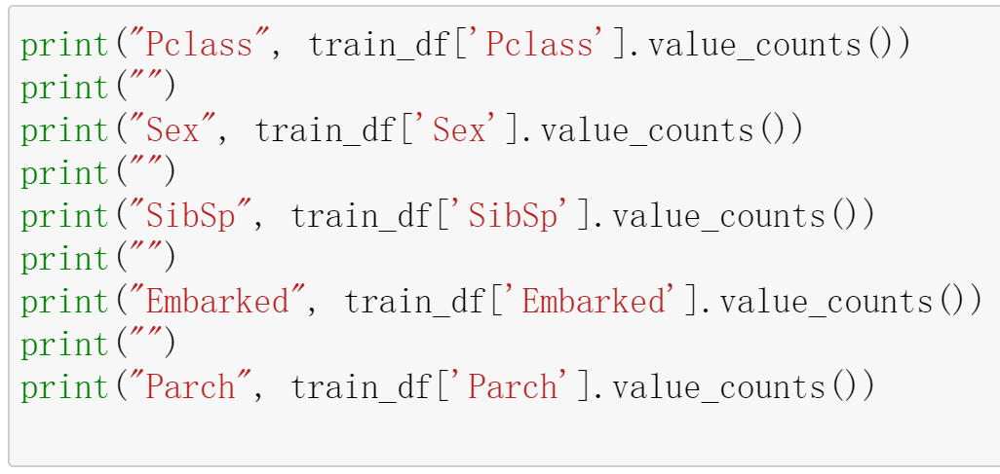 print("Pclass", train_df['Pclass'].value_counts())
print("")
print("Sex", train_df['Sex'].value_counts())
print("")
print("SibSp", train_df['SibSp'].value_counts())
print("")
print("Embarked", train_df['Embarked'].value_counts())
print("")
print("Parch", train_df['Parch'].value_counts())